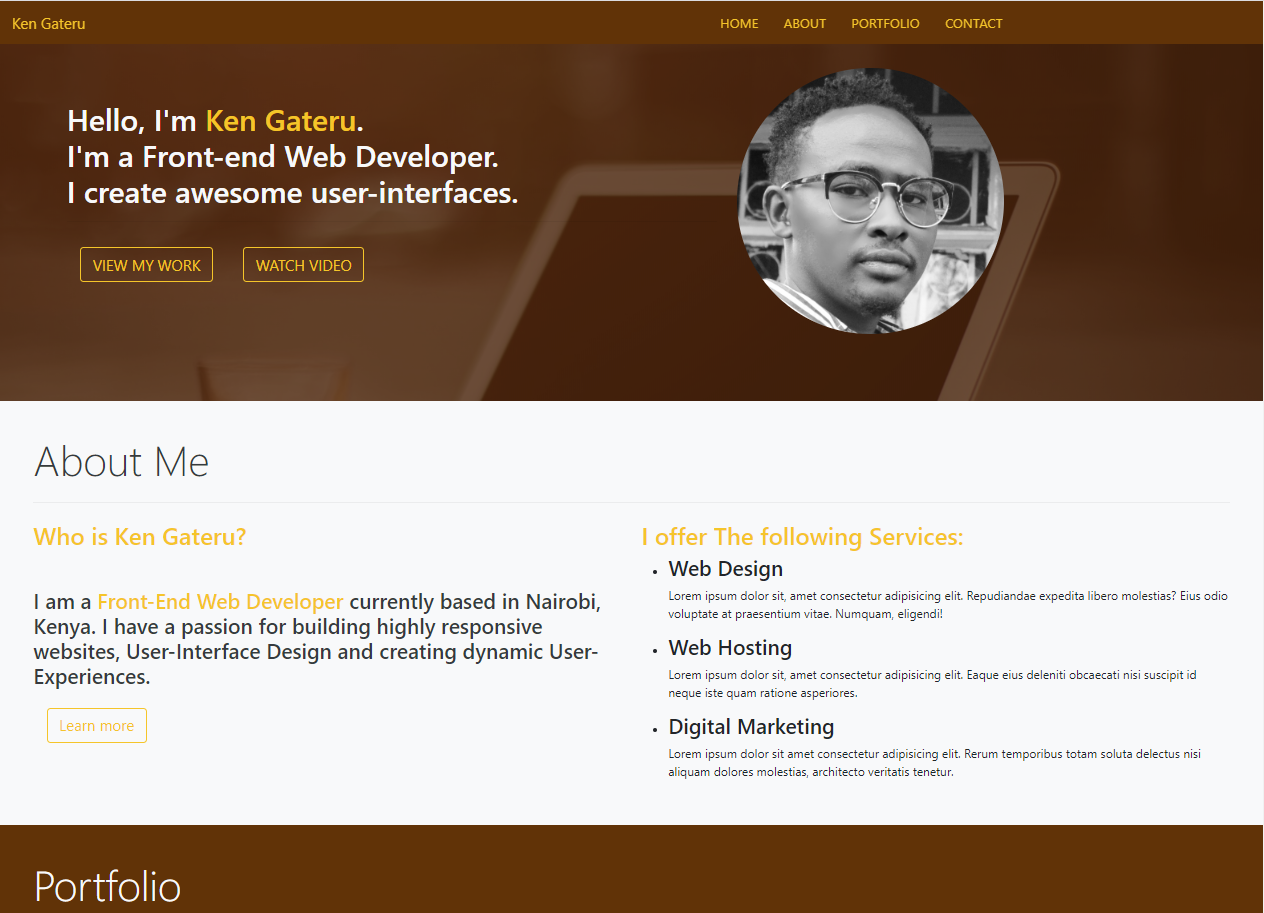 Ken Gateru
HOME ABOUT PORTFOLIO CONTACT
Hello, I'm Ken Gateru.
I'm a Front-end Web Developer.
I create awesome user-interfaces.
VIEW MY WORK
WATCH VIDEO
About Me
Who is Ken Gateru?
I am a Front-End Web Developer currently based in Nairobi,
Kenya. I have a passion for building highly responsive
websites, User-Interface Design and creating dynamic User-
Experiences.
Learn more
I offer The following Services:
• Web Design
Lorem ipsum dolor sit, amet consectetur adipisicing elit. Repudiandae expedita libero molestias? Eius odio
voluptate at praesentium vitae. Numquam, eligendi!
• Web Hosting
Lorem ipsum dolor sit, amet consectetur adipisicing elit. Eaque eius deleniti obcaecati nisi suscipit id
neque iste quam ratione asperiores.
• Digital Marketing
Lorem ipsum dolor sit amet consectetur adipisicing elit. Rerum temporibus totam soluta delectus nisi
aliquam dolores molestias, architecto veritatis tenetur.
Portfolio